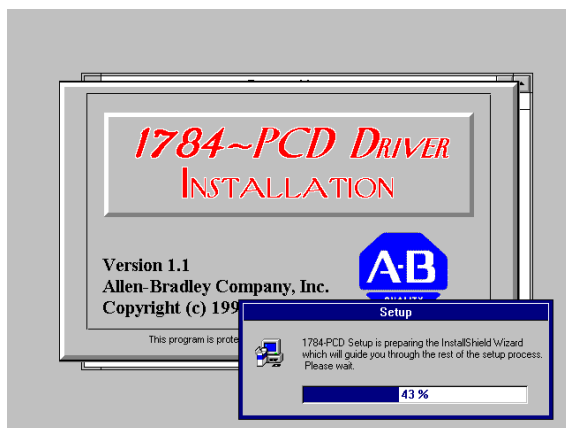 1784~PCD DRIVER
INSTALLATION
Version 1.1
Allen-Bradley Company, Inc.
Copyright (c) 199
A·B
QUALITY
This program is prote
Setup
1784-PCD Setup is preparing the InstallShield Wizard
which will guide you through the rest of the setup process.
Please wait.
43 %